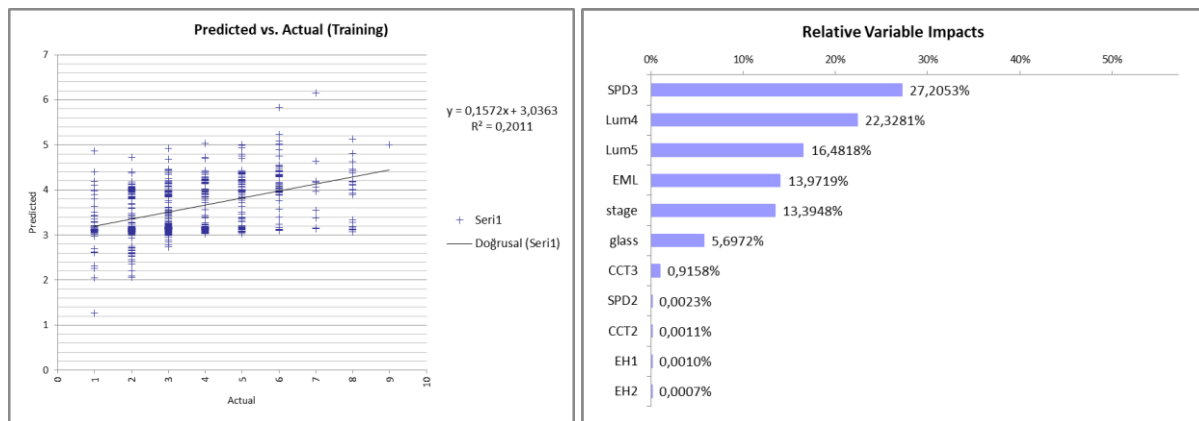 Predicted vs. Actual (Training)
7
6
5
4
3
2
1
0
Predicted
0 1 2 3 4 5 6 7 8 9 10
Actual
y = 0,1572x + 3,0363
R² = 0,2011
Seri1
Doğrusal (Seri1)
Relative Variable Impacts
0% 10% 20% 30% 40% 50%
SPD3 27,2053%
Lum4 22,3281%
Lum5 16,4818%
EML 13,9719%
stage 13,3948%
glass 5,6972%
CCT3 0,9158%
SPD2 0,0023%
CCT2 0,0011%
EH1 0,0010%
EH2 0,0007%